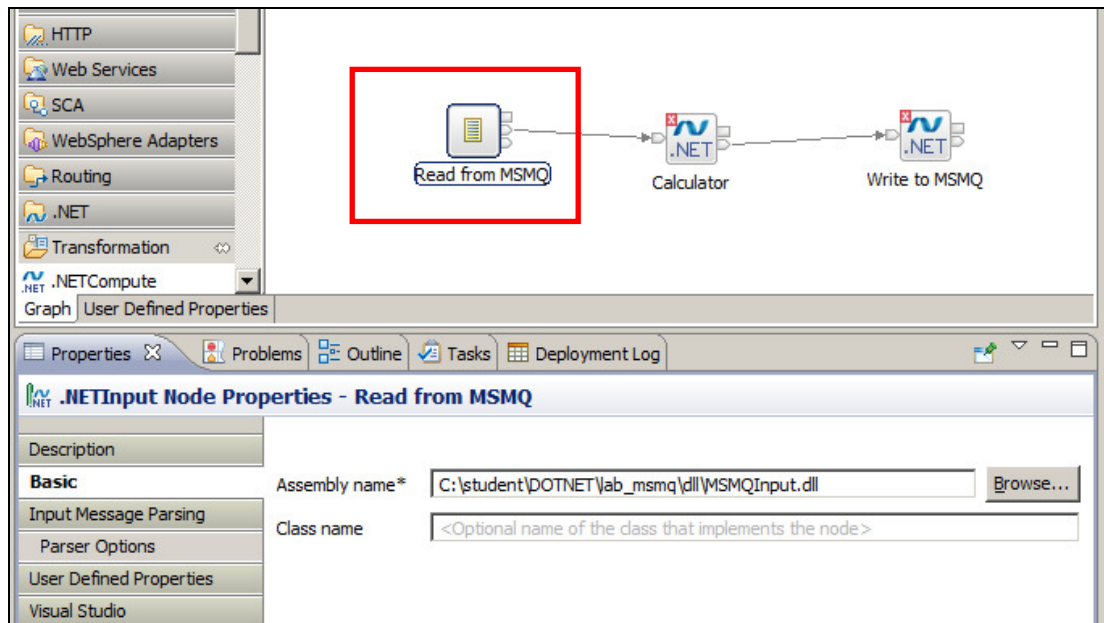 HTTP
Web Services
SCA
WebSphere Adapters
Routing
.NET
Transformation
.NET .NETCompute
Read from MSMQ
.NET
Calculator
.NET
Write to MSMQ
Graph User Defined Properties
Properties Problems Outline Tasks Deployment Log
.NET .NETInput Node Properties - Read from MSMQ
Description
Basic
Input Message Parsing
Parser Options
User Defined Properties
Visual Studio
Assembly name* C:\student\DOTNET\lab_msmq\dll\MSMQInput.dll Browse...
Class name <Optional name of the class that implements the node>